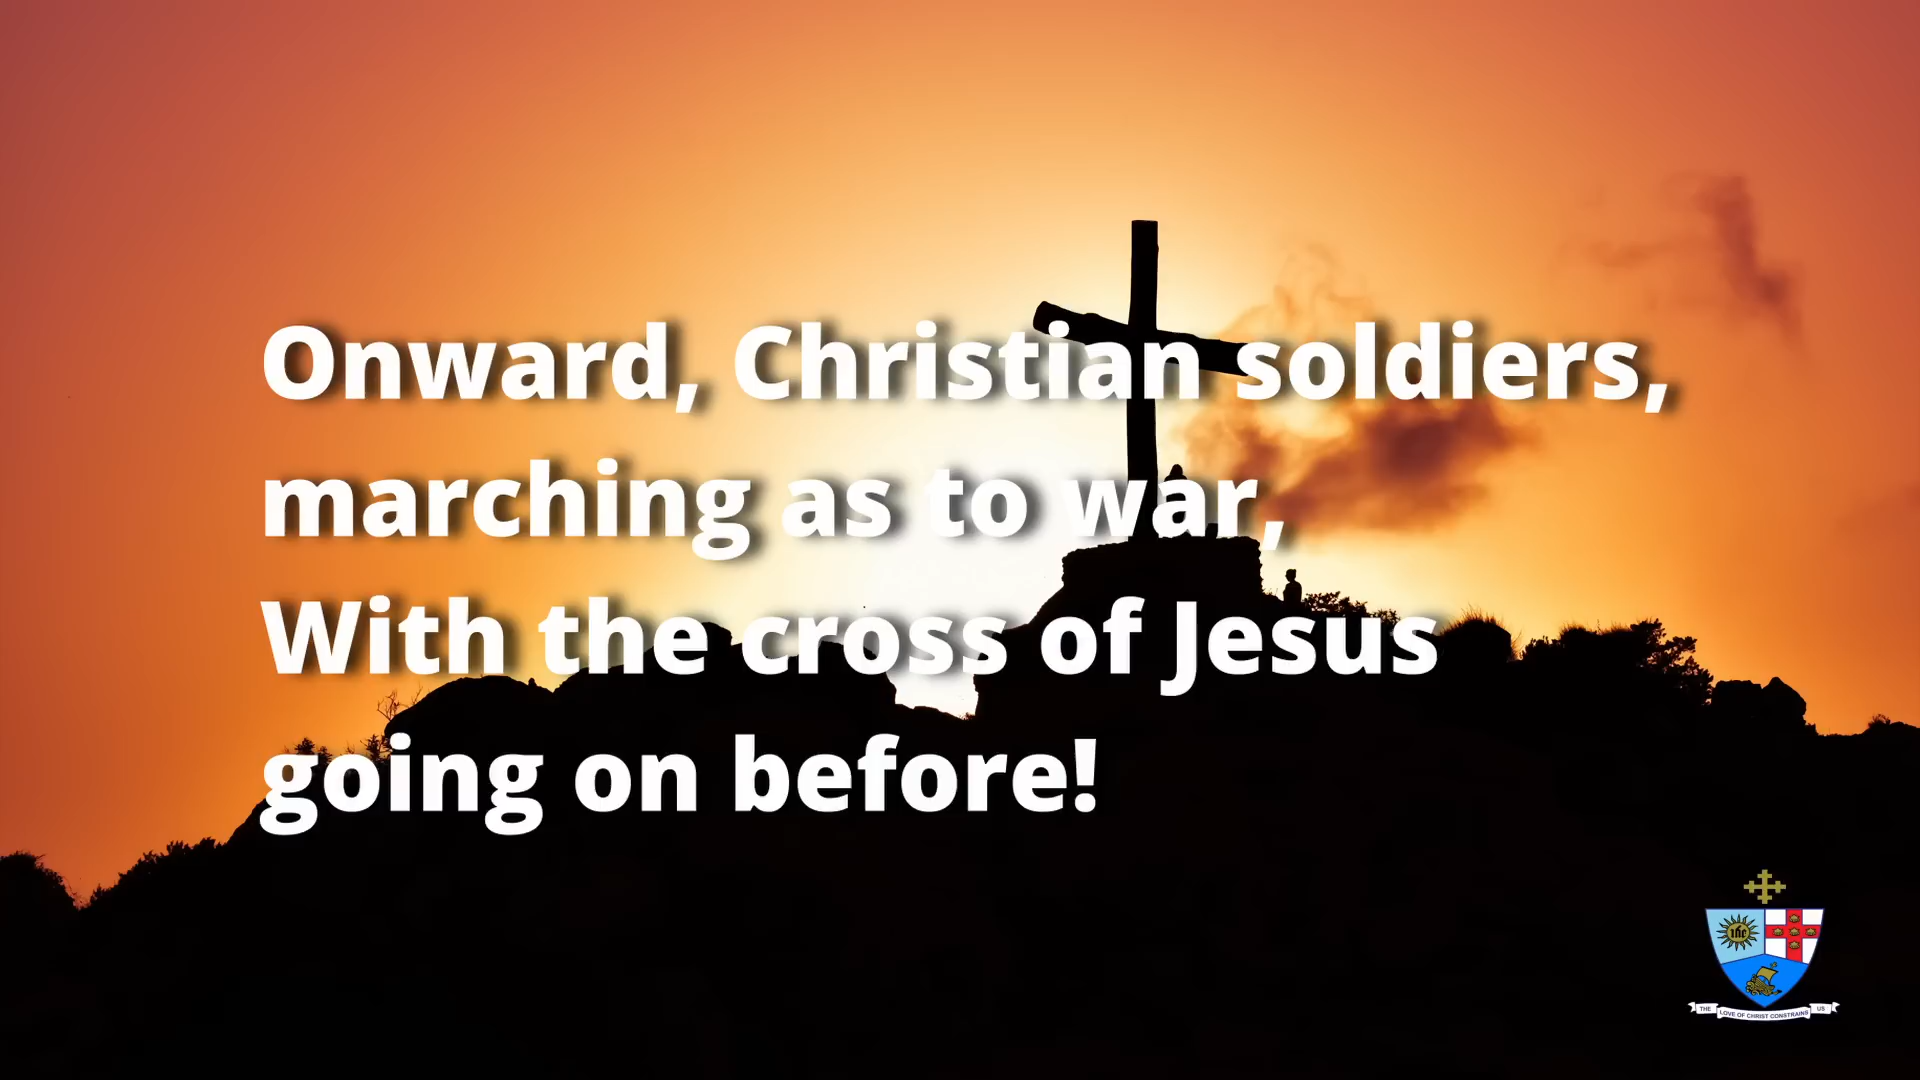 Onward, Christian soldiers,
marching as to war,
With the cross of Jesus
going on before!
ihc
THE LOVE OF CHRIST CONSTRAINS US